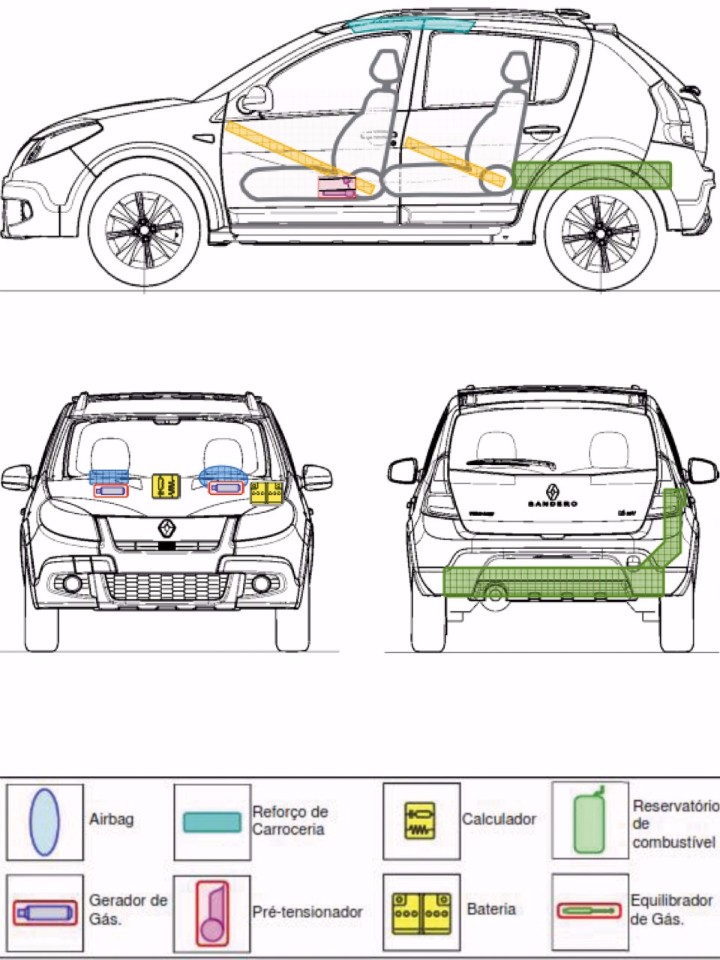 SANDERO
Airbag
Reforço de
Carroceria
Calculador
Reservatório
de
combustível
Gerador de
Gás.
Pré-tensionador
Bateria
Equilibrador
de Gás.